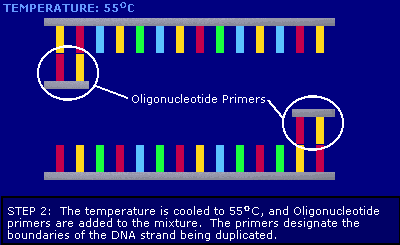 TEMPERATURE: 55°C
Oligonucleotide Primers
STEP 2: The temperature is cooled to 55°C, and Oligonucleotide
primers are added to the mixture. The primers designate the
boundaries of the DNA strand being duplicated.